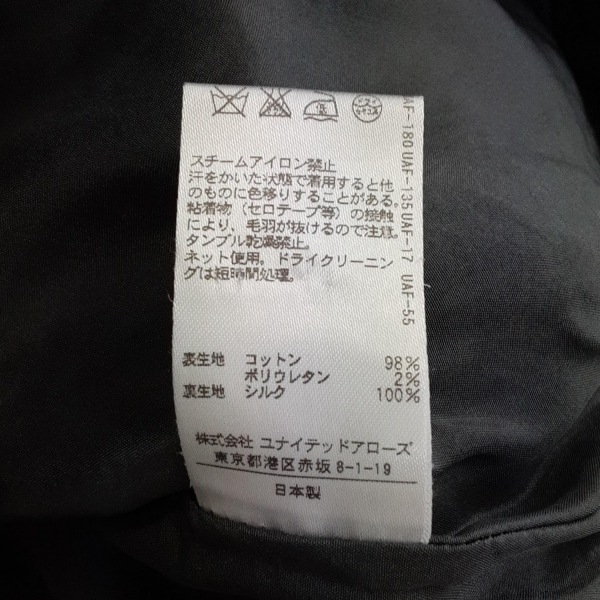 スチームアイロン禁止
汗をかいた状態で着用すると他
のものに色移りすることがある。
粘着物（セロテープ等）の接触
により、毛羽が抜けるので注意。
タンブル乾燥禁止。
ネット使用。ドライクリーニン
グは短時間処理。
表生地 コットン 98%
ポリウレタン 2%
裏生地 シルク 100%
株式会社 ユナイテッドアローズ
東京都港区赤坂 8-1-19
日本製
UAF-180 UAF-135 UAF-17 UAF-55